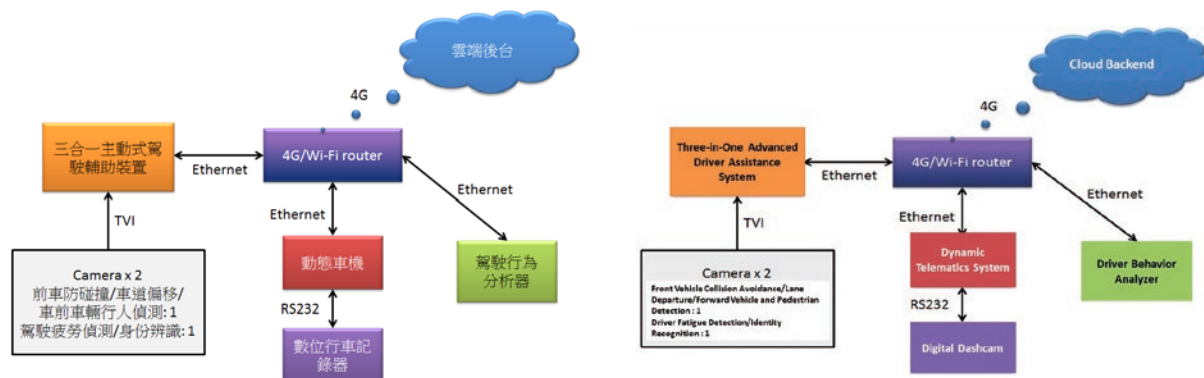 雲端後台
4G
三合一主動式駕
駛輔助裝置
Ethernet
4G/Wi-Fi router
Ethernet
TVI
Ethernet
Camera x 2
前車防碰撞/車道偏移/
車前車輛行人偵測: 1
駕駛疲勞偵測/身份辨識: 1
動態車機
駕駛行為
分析器
RS232
數位行車記
錄器
Cloud Backend
4G
Three-in-One Advanced
Driver Assistance
System
Ethernet
4G/Wi-Fi router
Ethernet
TVI
Ethernet
Camera x 2
Front Vehicle Collision Avoidance/Lane
Departure/Forward Vehicle and Pedestrian
Detection : 1
Driver Fatigue Detection/Identity
Recognition : 1
Dynamic
Telematics System
Driver Behavior
Analyzer
RS232
Digital Dashcam